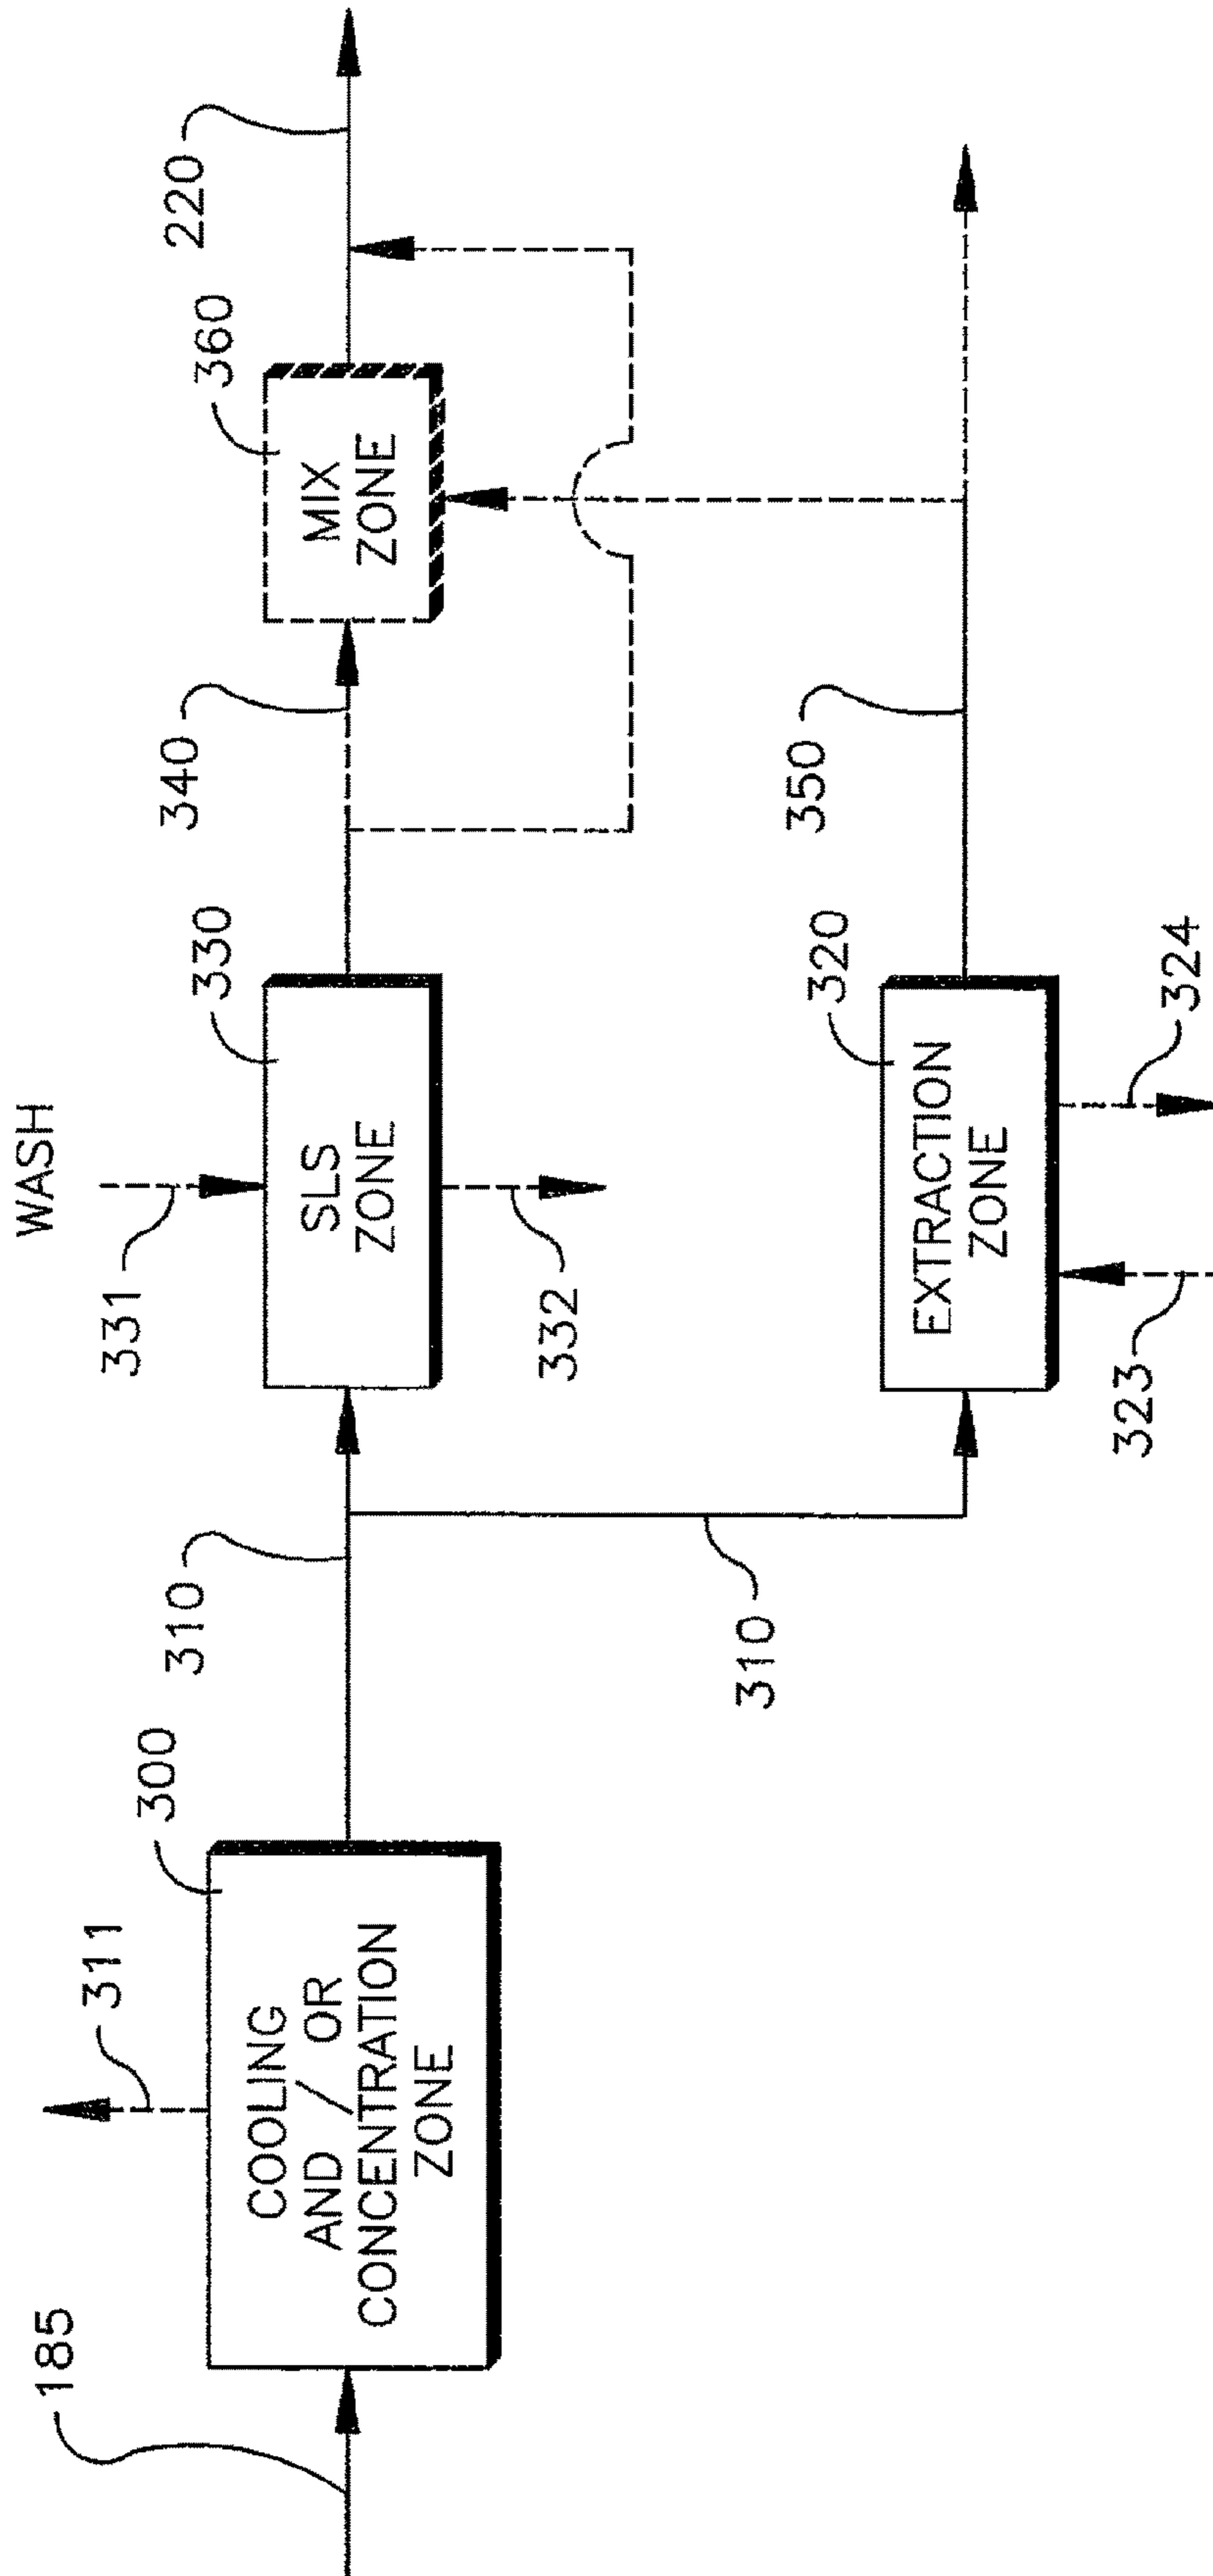 185
311
COOLING
AND / OR
CONCENTRATION
ZONE
300
310
310
WASH
331
SLS
ZONE
330
332
EXTRACTION
ZONE
320
323
324
340
350
MIX
ZONE
360
220